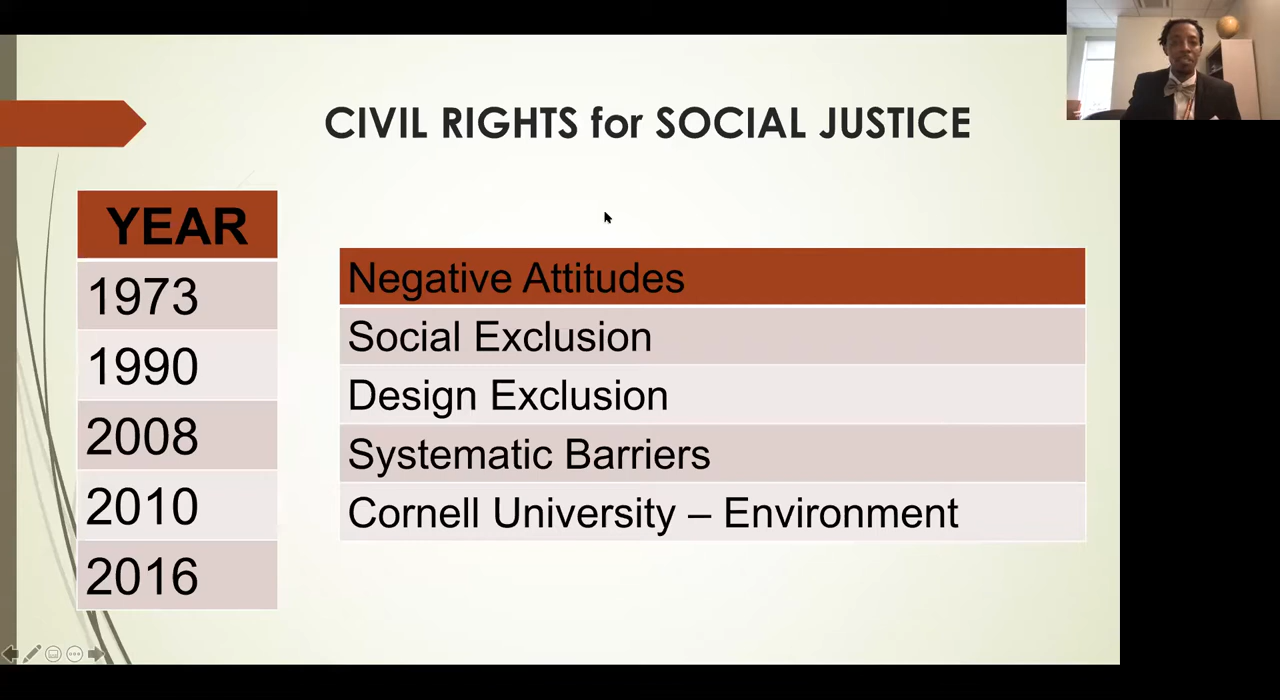 CIVIL RIGHTS for SOCIAL JUSTICE
YEAR
1973
1990
2008
2010
2016
Negative Attitudes
Social Exclusion
Design Exclusion
Systematic Barriers
Cornell University – Environment